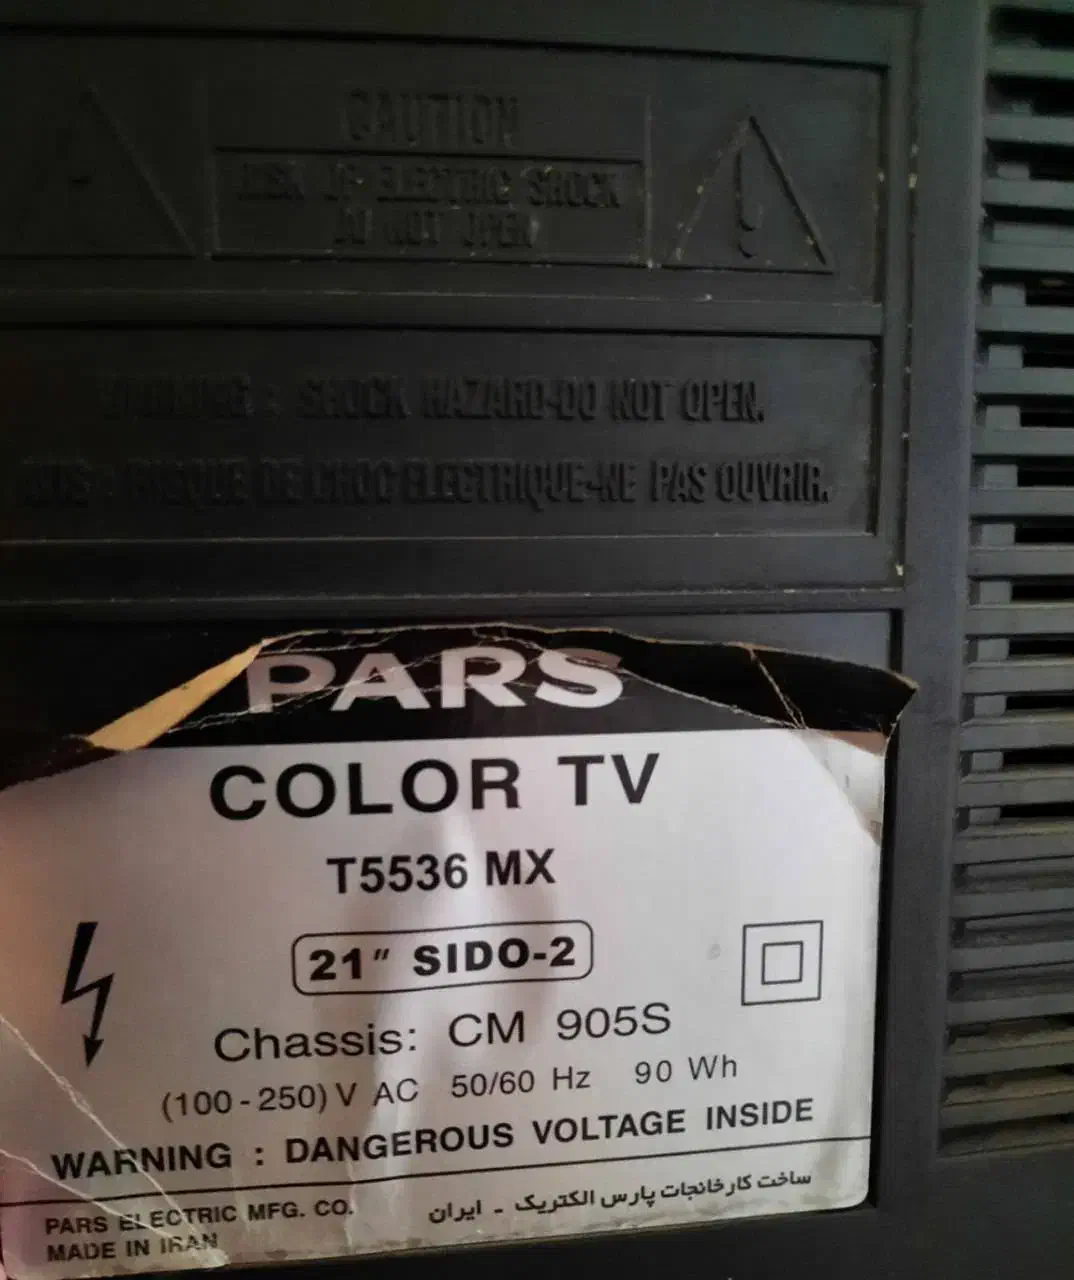 CAUTION
RISK OF ELECTRIC SHOCK
DO NOT OPEN
WARNING : SHOCK HAZARD-DO NOT OPEN.
AVIS : RISQUE DE CHOC ELECTRIQUE-NE PAS OUVRIR.
PARS
COLOR TV
T5536 MX
21" SIDO-2
Chassis: CM 905S
(100-250) V AC 50/60 Hz 90 Wh
WARNING : DANGEROUS VOLTAGE INSIDE
PARS ELECTRIC MFG. CO.
ساخت کارخانجات پارس الکتریک - ایران
MADE IN IRAN